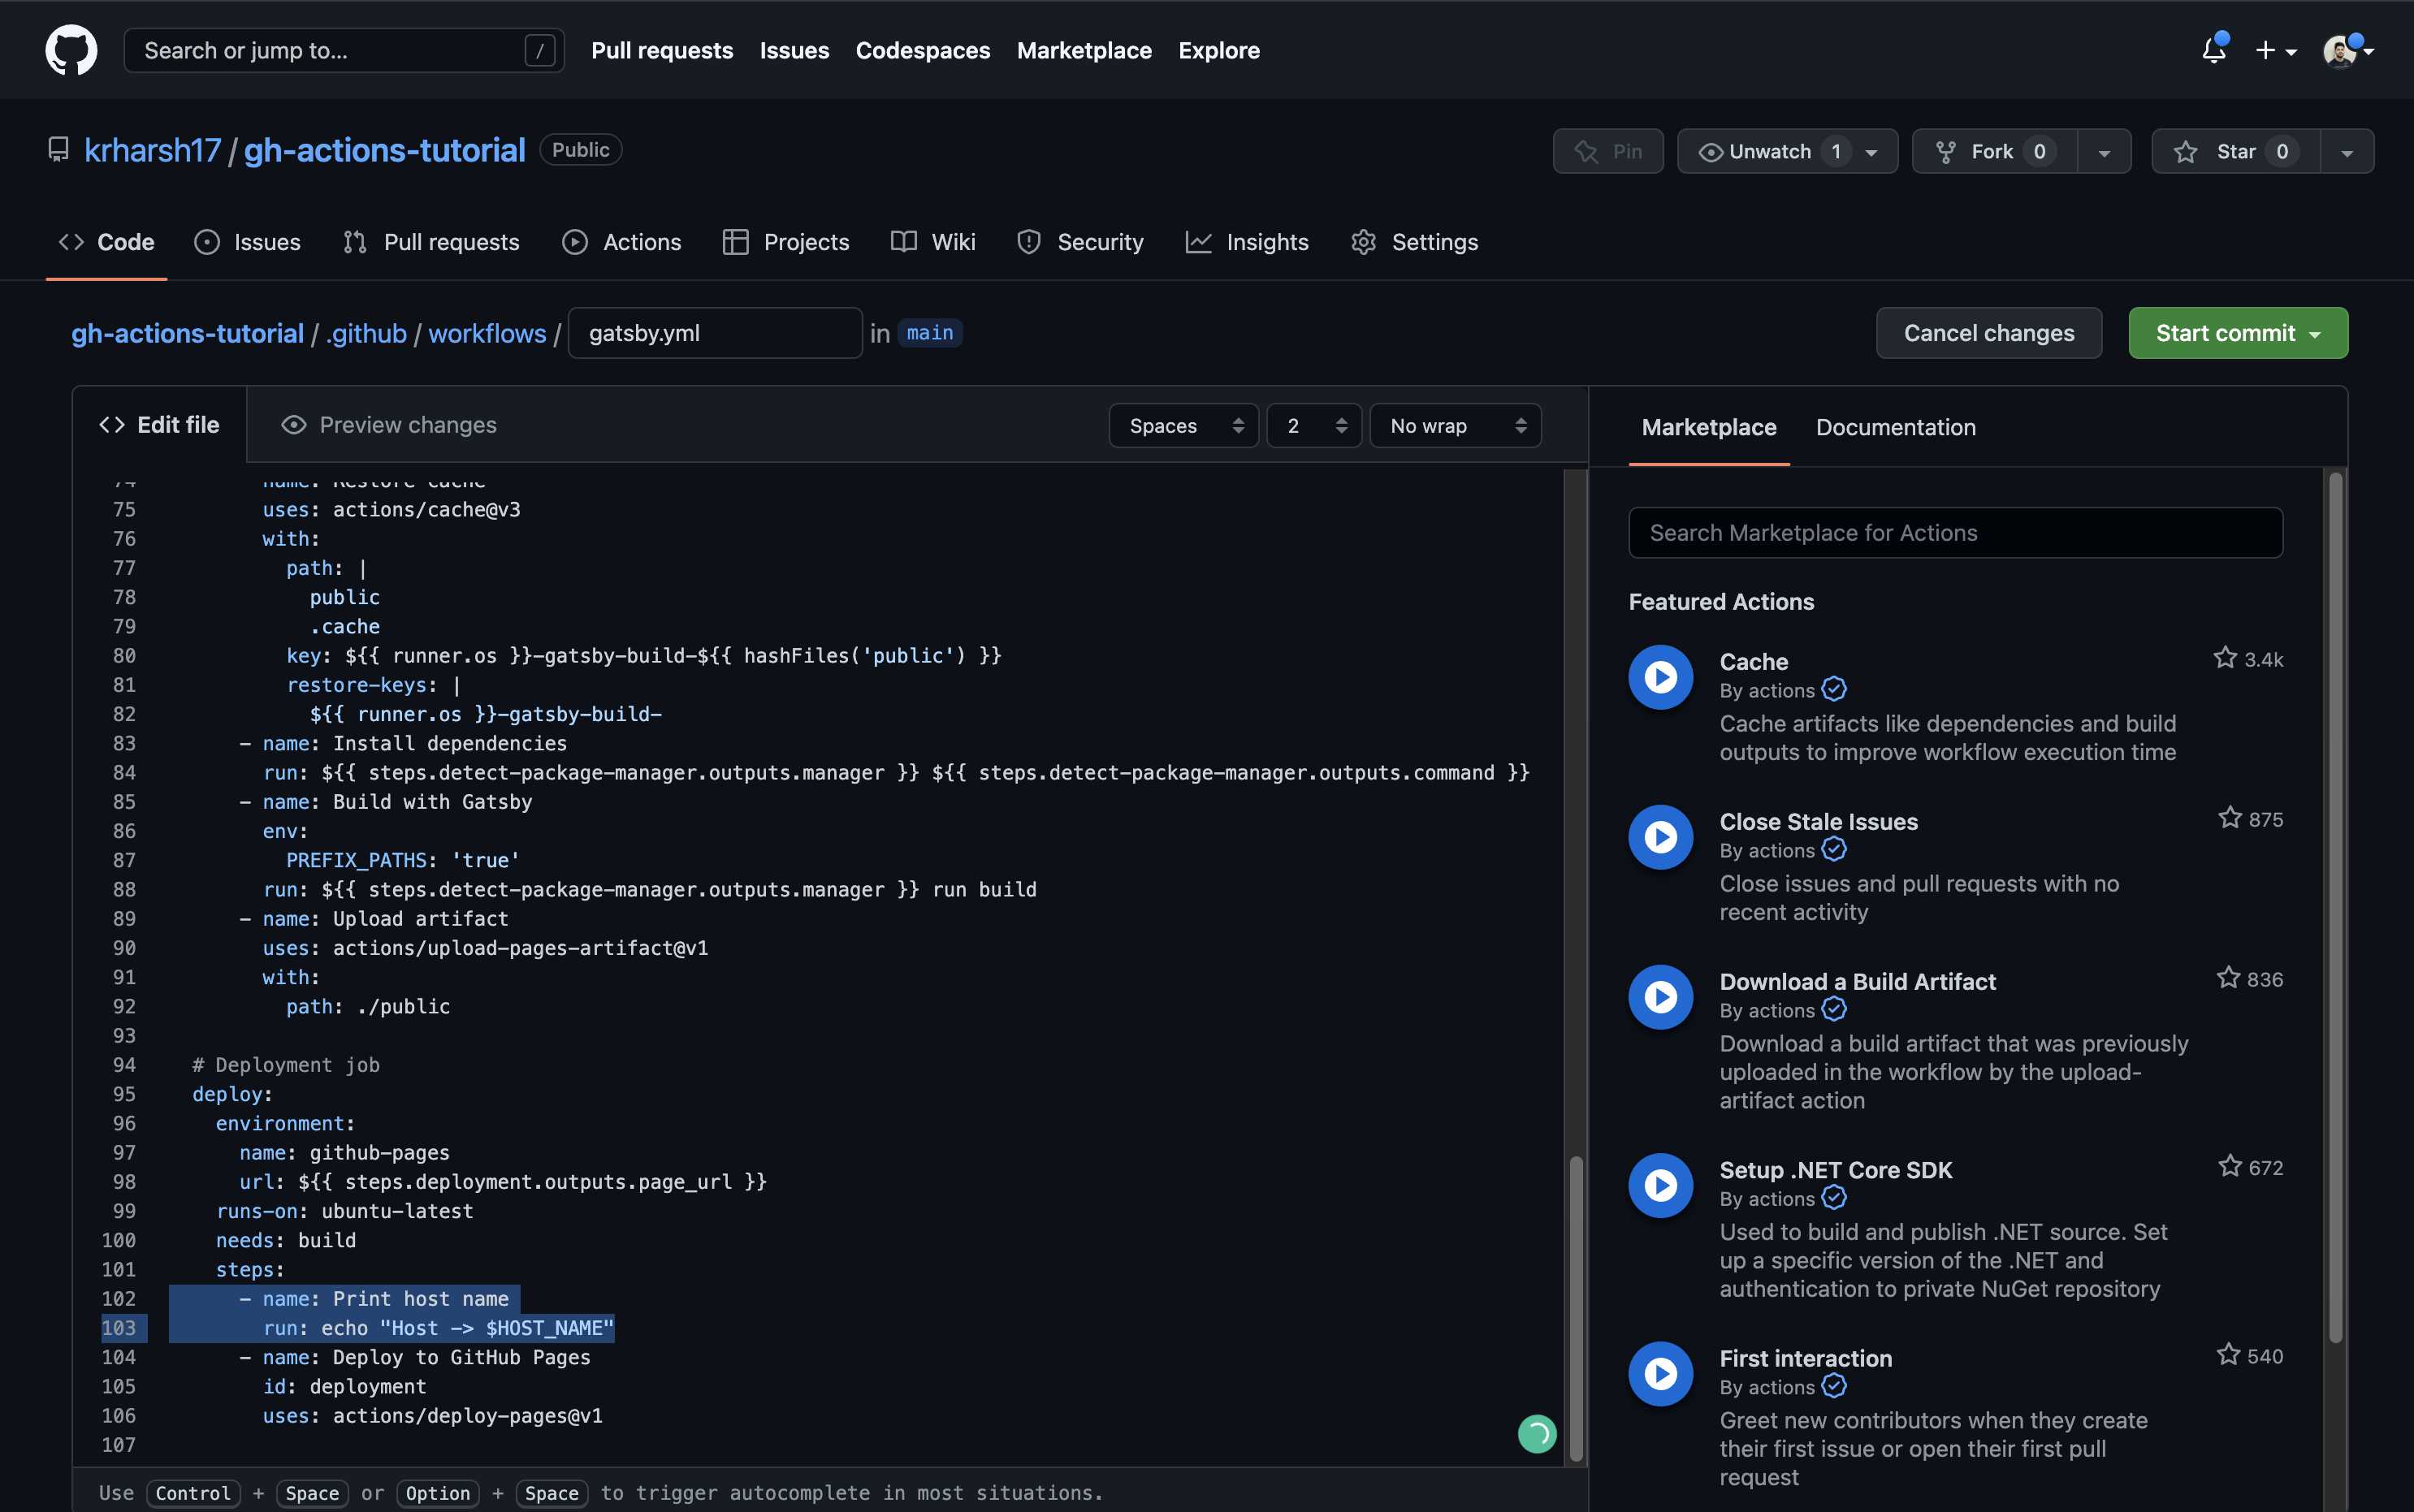 Search or jump to... /
Pull requests Issues Codespaces Marketplace Explore
krharsh17 / gh-actions-tutorial Public
Pin Unwatch 1 Fork 0 Star 0
Code Issues Pull requests Actions Projects Wiki Security Insights Settings
gh-actions-tutorial / .github / workflows / gatsby.yml in main
Cancel changes Start commit
Edit file Preview changes Spaces 2 No wrap
74 name: Restore cache
75 uses: actions/cache@v3
76 with:
77 path: |
78 public
79 .cache
80 key: ${{ runner.os }}-gatsby-build-${{ hashFiles('public') }}
81 restore-keys: |
82 ${{ runner.os }}-gatsby-build-
83 - name: Install dependencies
84 run: ${{ steps.detect-package-manager.outputs.manager }} ${{ steps.detect-package-manager.outputs.command }}
85 - name: Build with Gatsby
86 env:
87 PREFIX_PATHS: 'true'
88 run: ${{ steps.detect-package-manager.outputs.manager }} run build
89 - name: Upload artifact
90 uses: actions/upload-pages-artifact@v1
91 with:
92 path: ./public
93
94 # Deployment job
95 deploy:
96 environment:
97 name: github-pages
98 url: ${{ steps.deployment.outputs.page_url }}
99 runs-on: ubuntu-latest
100 needs: build
101 steps:
102 - name: Print host name
103 run: echo "Host -> $HOST_NAME"
104 - name: Deploy to GitHub Pages
105 id: deployment
106 uses: actions/deploy-pages@v1
107
Use Control + Space or Option + Space to trigger autocomplete in most situations.
Marketplace Documentation
Search Marketplace for Actions
Featured Actions
Cache 3.4k
By actions
Cache artifacts like dependencies and build
outputs to improve workflow execution time
Close Stale Issues 875
By actions
Close issues and pull requests with no
recent activity
Download a Build Artifact 836
By actions
Download a build artifact that was previously
uploaded in the workflow by the upload-
artifact action
Setup .NET Core SDK 672
By actions
Used to build and publish .NET source. Set
up a specific version of the .NET and
authentication to private NuGet repository
First interaction 540
By actions
Greet new contributors when they create
their first issue or open their first pull
request